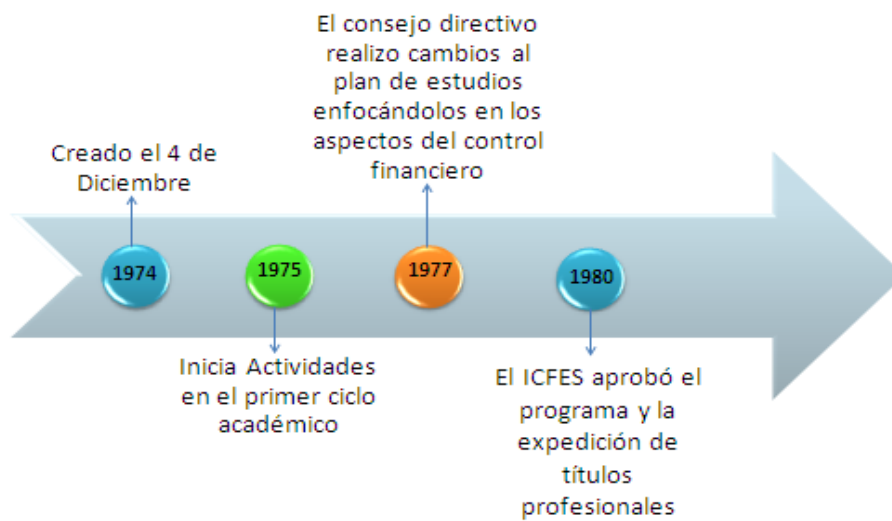 El consejo directivo
realizo cambios al
plan de estudios
enfocándolos en los
aspectos del control
financiero
Creado el 4 de
Diciembre
1974
1975
1977
1980
Inicia Actividades
en el primer ciclo
académico
El ICFES aprobó el
programa y la
expedición de
títulos
profesionales